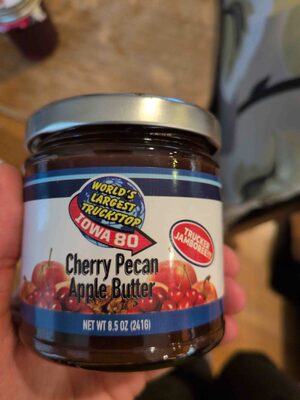 WORLD'S
LARGEST
TRUCKSTOP
IOWA 80
TRUCKER
JAMBOREE!!!
Cherry Pecan
Apple Butter
NET WT 8.5 OZ (241G)